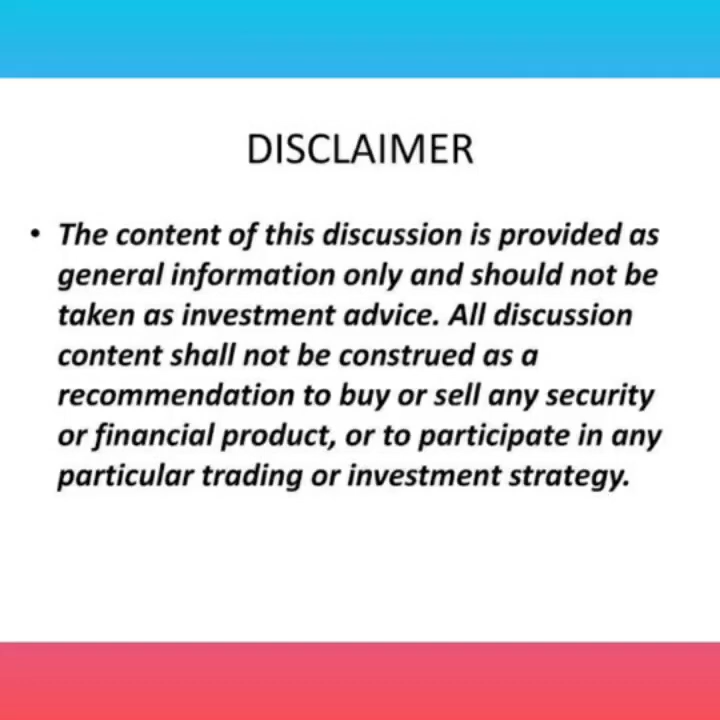 DISCLAIMER
• The content of this discussion is provided as
general information only and should not be
taken as investment advice. All discussion
content shall not be construed as a
recommendation to buy or sell any security
or financial product, or to participate in any
particular trading or investment strategy.